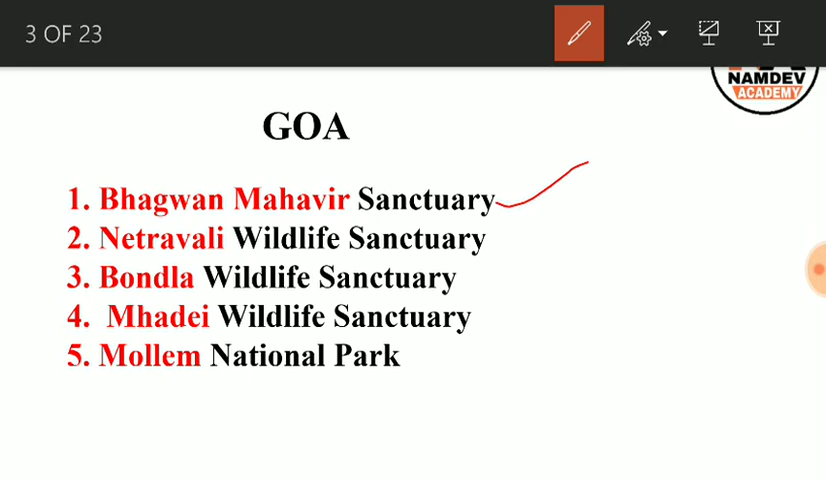 3 OF 23
NAMDEV
ACADEMY
GOA
1. Bhagwan Mahavir Sanctuary
2. Netravali Wildlife Sanctuary
3. Bondla Wildlife Sanctuary
4. Mhadei Wildlife Sanctuary
5. Mollem National Park